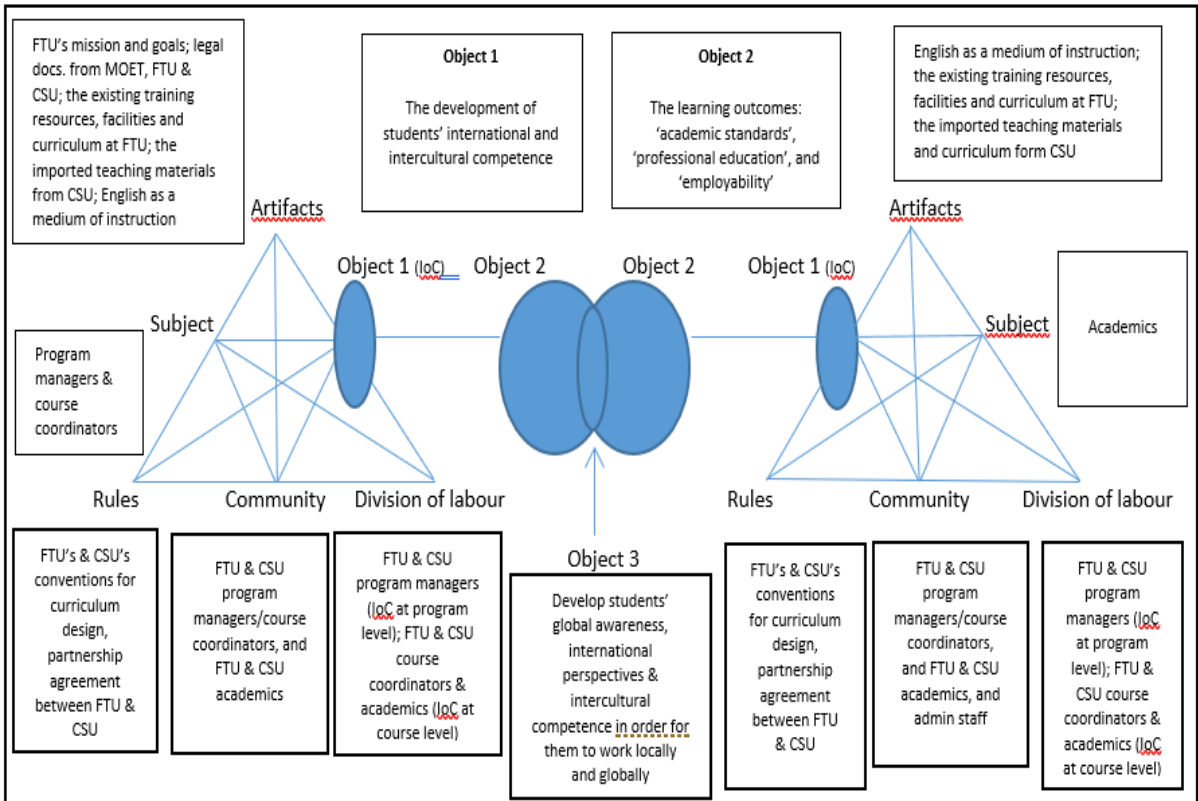 FTU's mission and goals; legal
docs. from MOET, FTU &
CSU; the existing training
resources, facilities and
curriculum at FTU; the
imported teaching materials
from CSU; English as a
medium of instruction
Object 1
The development of
students' international and
intercultural competence
Object 2
The learning outcomes:
'academic standards',
'professional education', and
'employability'
English as a medium of instruction;
the existing training resources,
facilities and curriculum at FTU;
the imported teaching materials
and curriculum form CSU
Artifacts
Artifacts
Object 1 (IoC)
Object 2
Object 2
Object 1 (IoC)
Subject
Subject
Program
managers &
course
coordinators
Academics
Rules
Community
Division of labour
Rules
Community
Division of labour
FTU's & CSU's
conventions for
curriculum
design,
partnership
agreement
between FTU &
CSU
FTU & CSU
program
managers/course
coordinators, and
FTU & CSU
academics
FTU & CSU
program managers
(IoC at program
level); FTU & CSU
course
coordinators &
academics (IoC at
course level)
Object 3
Develop students'
global awareness,
international
perspectives &
intercultural
competence in order for
them to work locally
and globally
FTU's & CSU's
conventions
for curriculum
design,
partnership
agreement
between FTU
& CSU
FTU & CSU
program
managers/course
coordinators,
and FTU & CSU
academics, and
admin staff
FTU & CSU
program
managers (IoC
at program
level); FTU &
CSU course
coordinators &
academics (IoC
at course level)